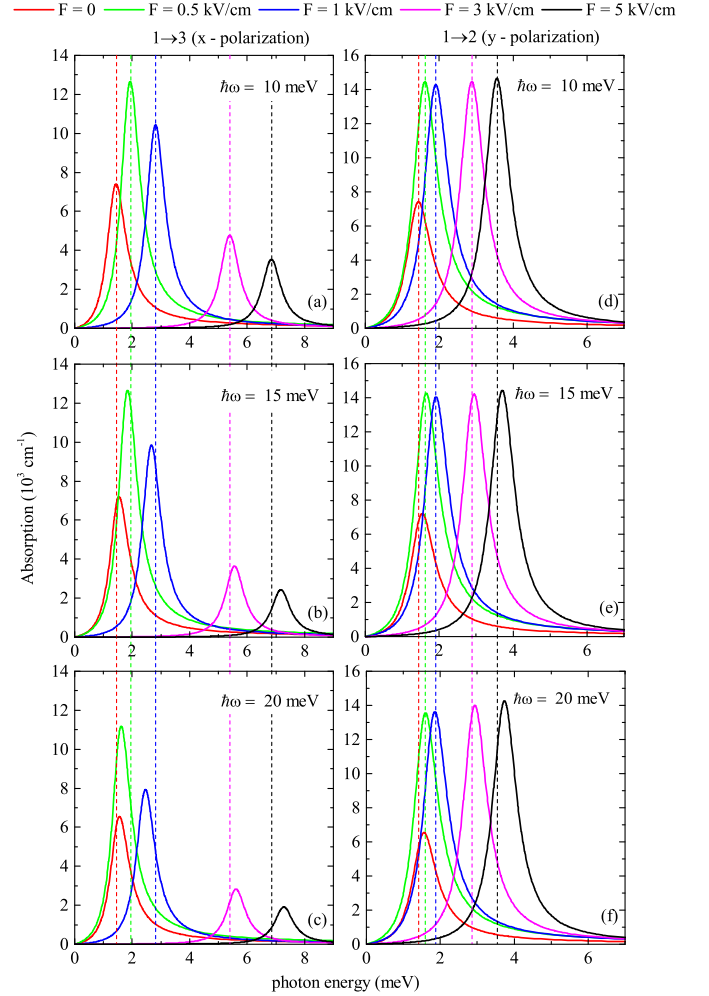 F = 0 F = 0.5 kV/cm F = 1 kV/cm F = 3 kV/cm F = 5 kV/cm
1→3 (x - polarization) 1→2 (y - polarization)
14 12 10 8 6 4 2 0
ħω = 10 meV
(a)
0 2 4 6 8
16 14 12 10 8 6 4 2 0
ħω = 10 meV
(d)
0 2 4 6
14 12 10 8 6 4 2 0
ħω = 15 meV
(b)
0 2 4 6 8
16 14 12 10 8 6 4 2 0
ħω = 15 meV
(e)
0 2 4 6
Absorption (10³ cm⁻¹)
14 12 10 8 6 4 2 0
ħω = 20 meV
(c)
0 2 4 6 8
16 14 12 10 8 6 4 2 0
ħω = 20 meV
(f)
0 2 4 6
photon energy (meV)